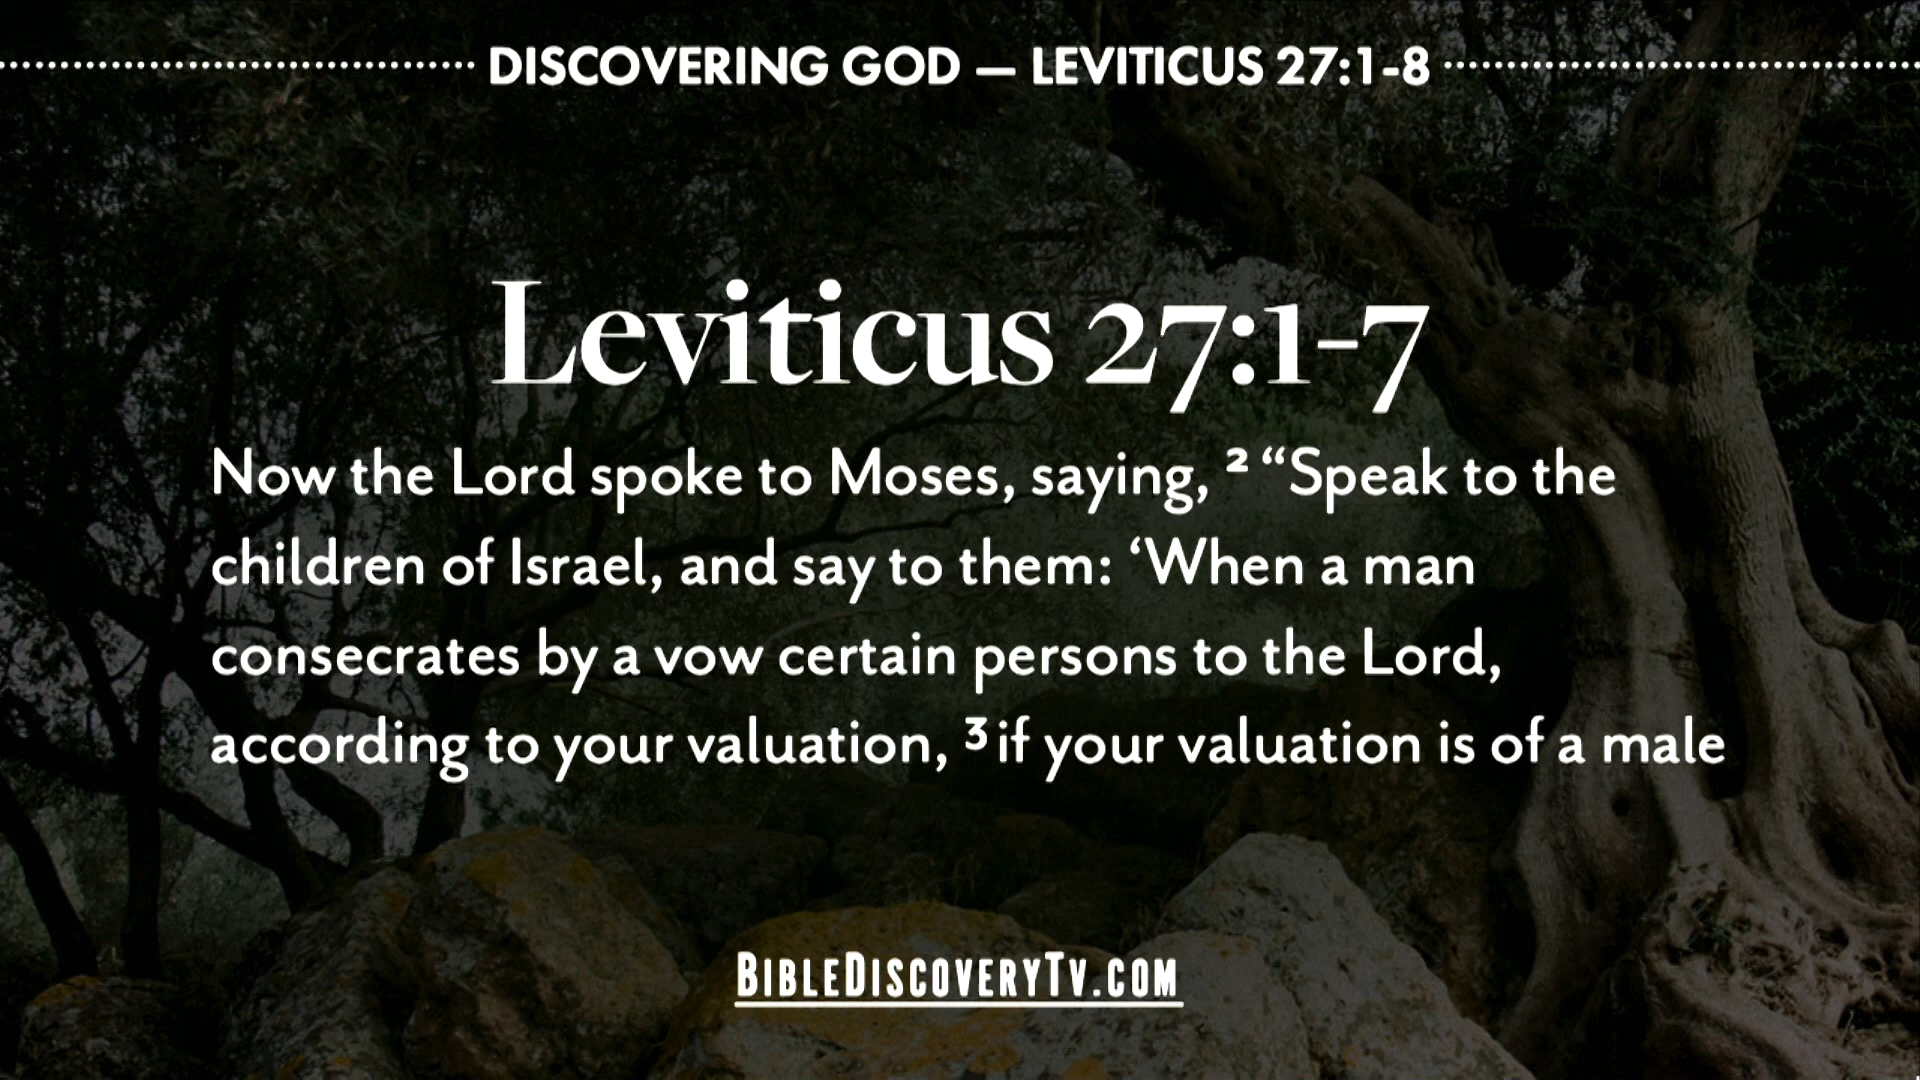 DISCOVERING GOD — LEVITICUS 27:1-8
Leviticus 27:1-7
Now the Lord spoke to Moses, saying, ² “Speak to the
children of Israel, and say to them: ‘When a man
consecrates by a vow certain persons to the Lord,
according to your valuation, ³ if your valuation is of a male
BIBLEDISCOVERYTV.COM